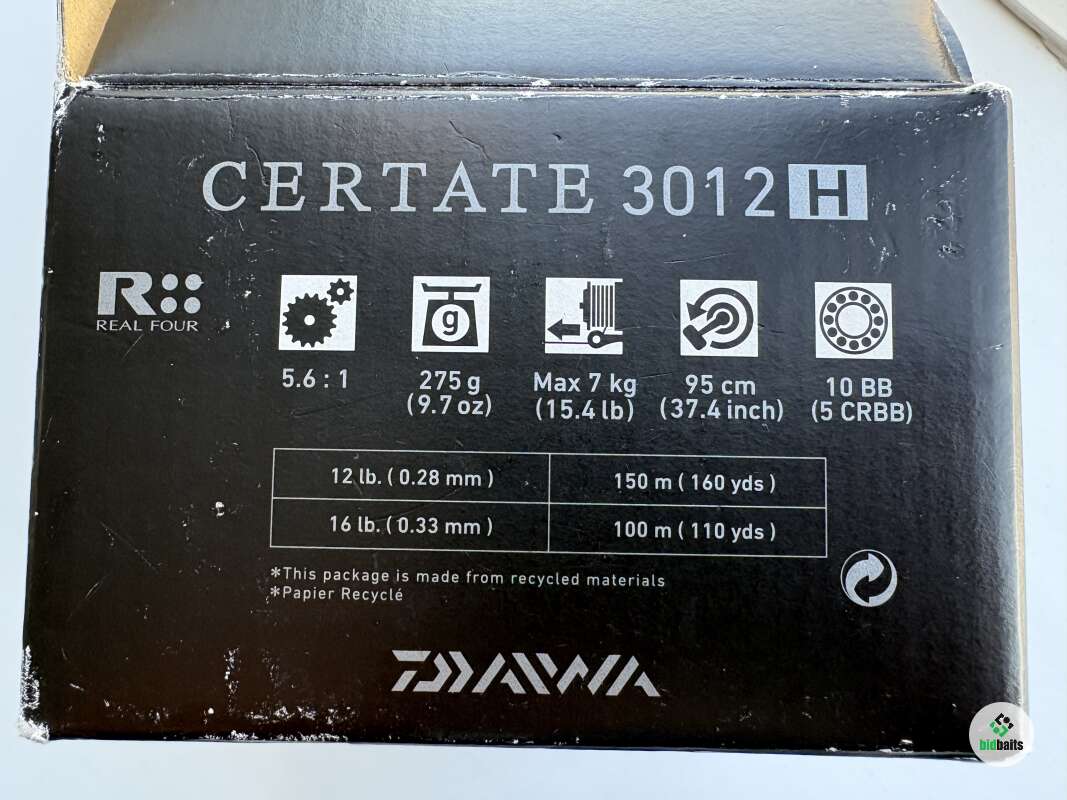 CERTATE 3012 H
R
REAL FOUR
g
5.6 : 1
275 g
(9.7 oz)
Max 7 kg
(15.4 lb)
95 cm
(37.4 inch)
10 BB
(5 CRBB)
12 lb. ( 0.28 mm ) 150 m ( 160 yds )
16 lb. ( 0.33 mm ) 100 m ( 110 yds )
*This package is made from recycled materials
*Papier Recyclé
DAIWA
bidbaits